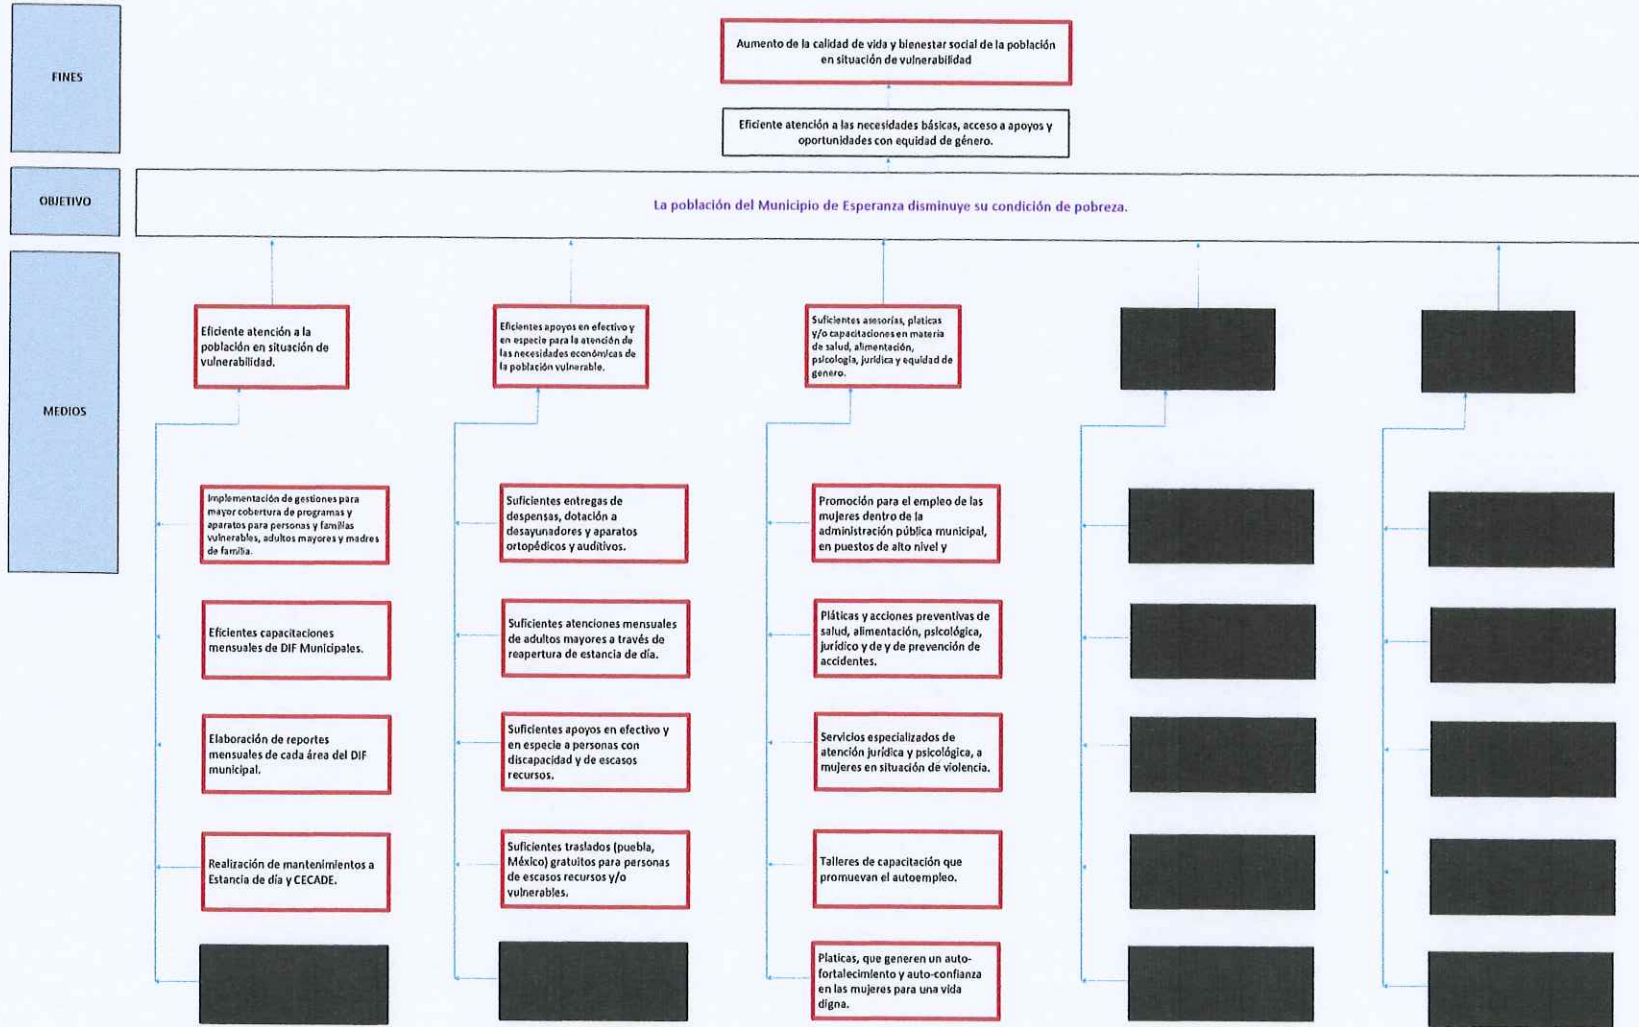 FINES
Aumento de la calidad de vida y bienestar social de la población
en situación de vulnerabilidad
Eficiente atención a las necesidades básicas, acceso a apoyos y
oportunidades con equidad de género.
OBJETIVO
La población del Municipio de Esperanza disminuye su condición de pobreza.
MEDIOS
Eficiente atención a la
población en situación de
vulnerabilidad.
Implementación de gestiones para
mayor cobertura de programas y
aparatos para personas y familias
vulnerables, adultos mayores y madres
de familia.
Eficientes capacitaciones
mensuales de DIF Municipales.
Elaboración de reportes
mensuales de cada área del DIF
municipal.
Realización de mantenimientos a
Estancia de día y CECADE.
Eficientes apoyos en efectivo y
en especie para la atención de
las necesidades económicas de
la población vulnerable.
Suficientes entregas de
despensas, dotación a
desayunadores y aparatos
ortopédicos y auditivos.
Suficientes atenciones mensuales
de adultos mayores a través de
reapertura de estancia de día.
Suficientes apoyos en efectivo y
en especie a personas con
discapacidad y de escasos
recursos.
Suficientes traslados (puebla,
México) gratuitos para personas
de escasos recursos y/o
vulnerables.
Suficientes asesorías, platicas
y/o capacitaciones en materia
de salud, alimentación,
psicología, jurídica y equidad de
genero.
Promoción para el empleo de las
mujeres dentro de la
administración pública municipal,
en puestos de alto nivel y
Pláticas y acciones preventivas de
salud, alimentación, psicológica,
jurídico y de y de prevención de
accidentes.
Servicios especializados de
atención jurídica y psicológica, a
mujeres en situación de violencia.
Talleres de capacitación que
promuevan el autoempleo.
Platicas, que generen un auto-
fortalecimiento y auto-confianza
en las mujeres para una vida
digna.